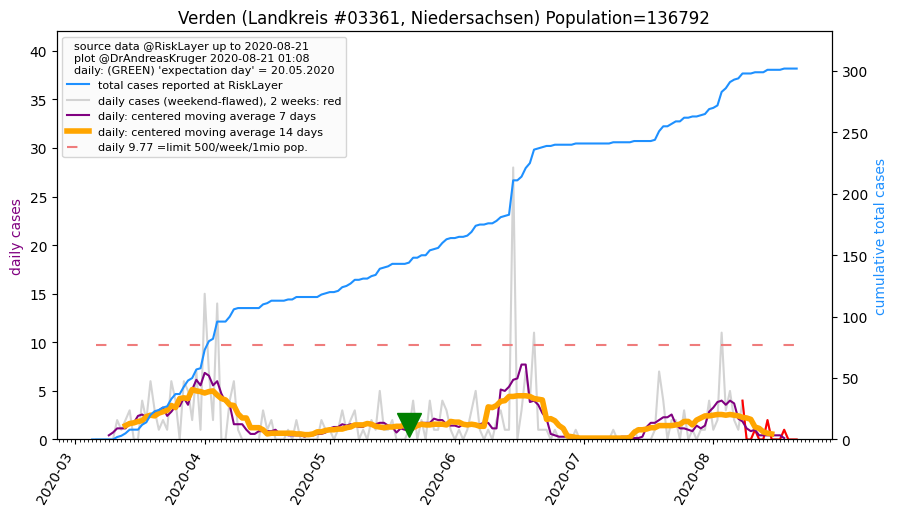 Verden (Landkreis #03361, Niedersachsen) Population=136792
source data @RiskLayer up to 2020-08-21
plot @DrAndreasKruger 2020-08-21 01:08
daily: (GREEN) 'expectation day' = 20.05.2020
total cases reported at RiskLayer
daily cases (weekend-flawed), 2 weeks: red
daily: centered moving average 7 days
daily: centered moving average 14 days
daily 9.77 =limit 500/week/1mio pop.
daily cases
40
35
30
25
20
15
10
5
0
cumulative total cases
300
250
200
150
100
50
0
2020-03
2020-04
2020-05
2020-06
2020-07
2020-08